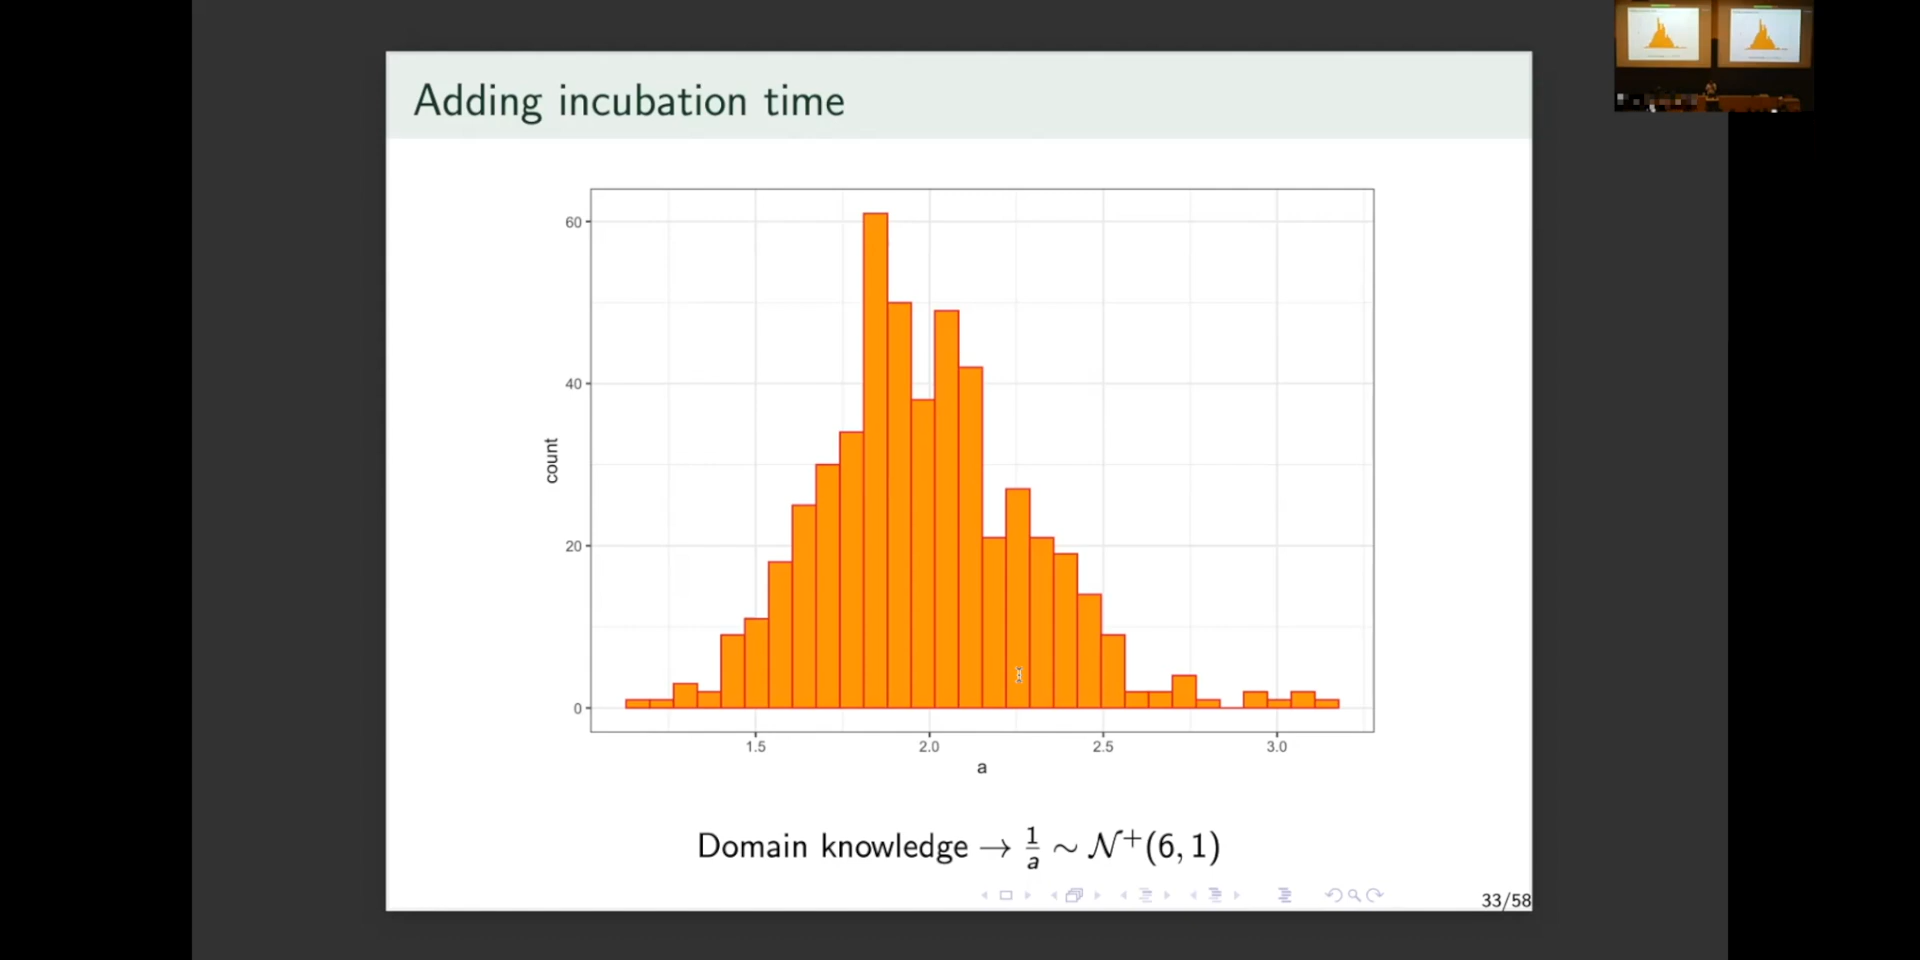 Adding incubation time
60
40
20
0
count
1.5 2.0 2.5 3.0
a
Domain knowledge → 1/a ∼ 𝒩⁺(6, 1)
33/58